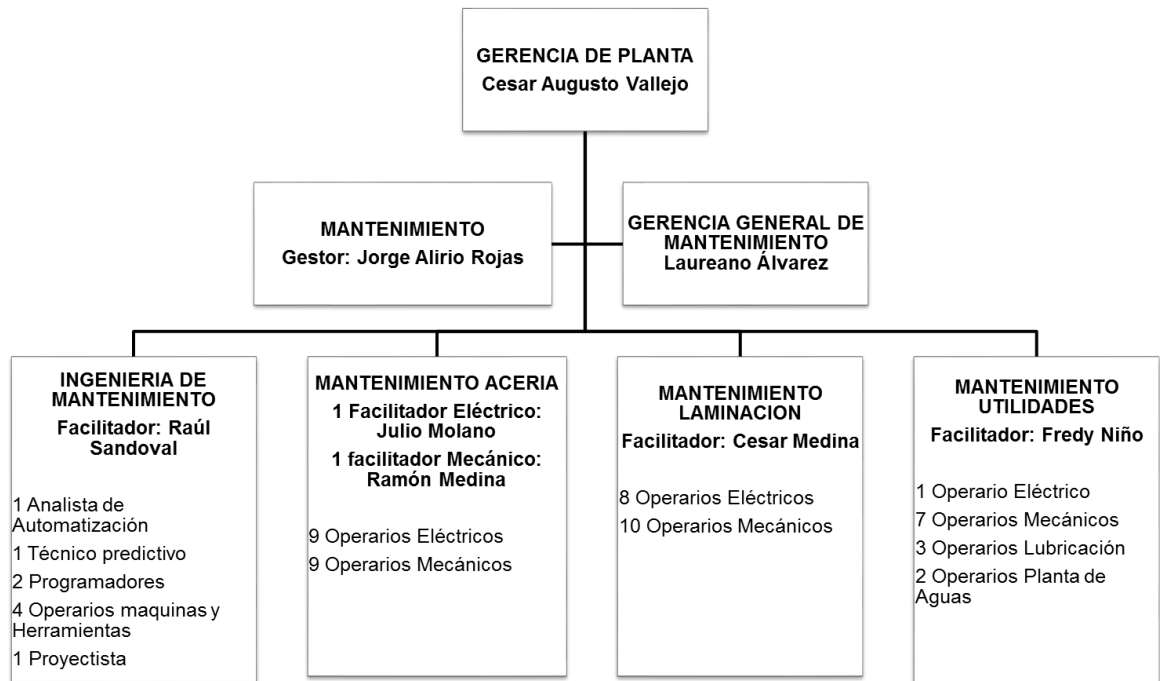 GERENCIA DE PLANTA
Cesar Augusto Vallejo
MANTENIMIENTO
Gestor: Jorge Alirio Rojas
GERENCIA GENERAL DE
MANTENIMIENTO
Laureano Álvarez
INGENIERIA DE
MANTENIMIENTO
Facilitador: Raúl
Sandoval
1 Analista de
Automatización
1 Técnico predictivo
2 Programadores
4 Operarios maquinas y
Herramientas
1 Proyectista
MANTENIMIENTO ACERIA
1 Facilitador Eléctrico:
Julio Molano
1 facilitador Mecánico:
Ramón Medina
9 Operarios Eléctricos
9 Operarios Mecánicos
MANTENIMIENTO
LAMINACION
Facilitador: Cesar Medina
8 Operarios Eléctricos
10 Operarios Mecánicos
MANTENIMIENTO
UTILIDADES
Facilitador: Fredy Niño
1 Operario Eléctrico
7 Operarios Mecánicos
3 Operarios Lubricación
2 Operarios Planta de
Aguas